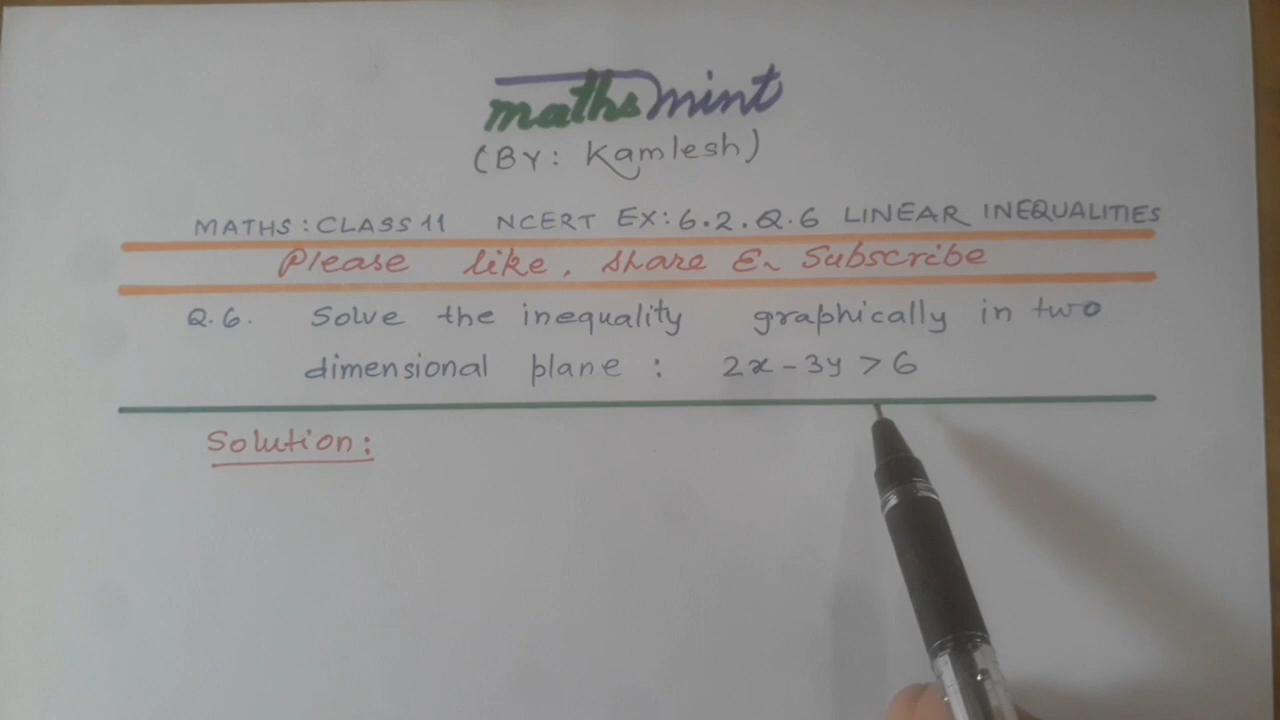 maths mint
(BY: Kamlesh)
MATHS: CLASS 11 NCERT EX: 6.2. Q.6 LINEAR INEQUALITIES
Please like, share & Subscribe
Q.6. Solve the inequality graphically in two
dimensional plane : 2x - 3y > 6
Solution: